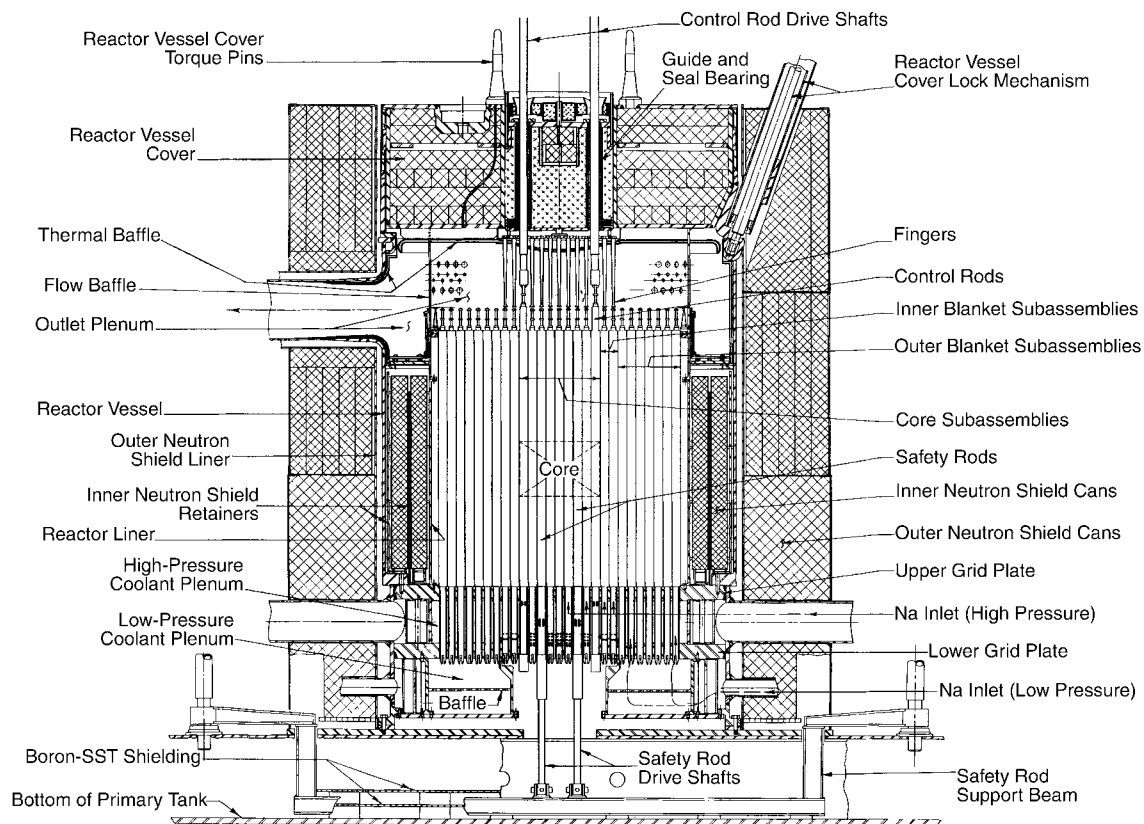 Control Rod Drive Shafts
Reactor Vessel Cover
Torque Pins
Guide and
Seal Bearing
Reactor Vessel
Cover Lock Mechanism
Reactor Vessel
Cover
Thermal Baffle
Flow Baffle
Outlet Plenum
Reactor Vessel
Outer Neutron
Shield Liner
Inner Neutron Shield
Retainers
Reactor Liner
High-Pressure
Coolant Plenum
Low-Pressure
Coolant Plenum
Baffle
Core
Boron-SST Shielding
Bottom of Primary Tank
Safety Rod
Drive Shafts
Fingers
Control Rods
Inner Blanket Subassemblies
Outer Blanket Subassemblies
Core Subassemblies
Safety Rods
Inner Neutron Shield Cans
Outer Neutron Shield Cans
Upper Grid Plate
Na Inlet (High Pressure)
Lower Grid Plate
Na Inlet (Low Pressure)
Safety Rod
Support Beam